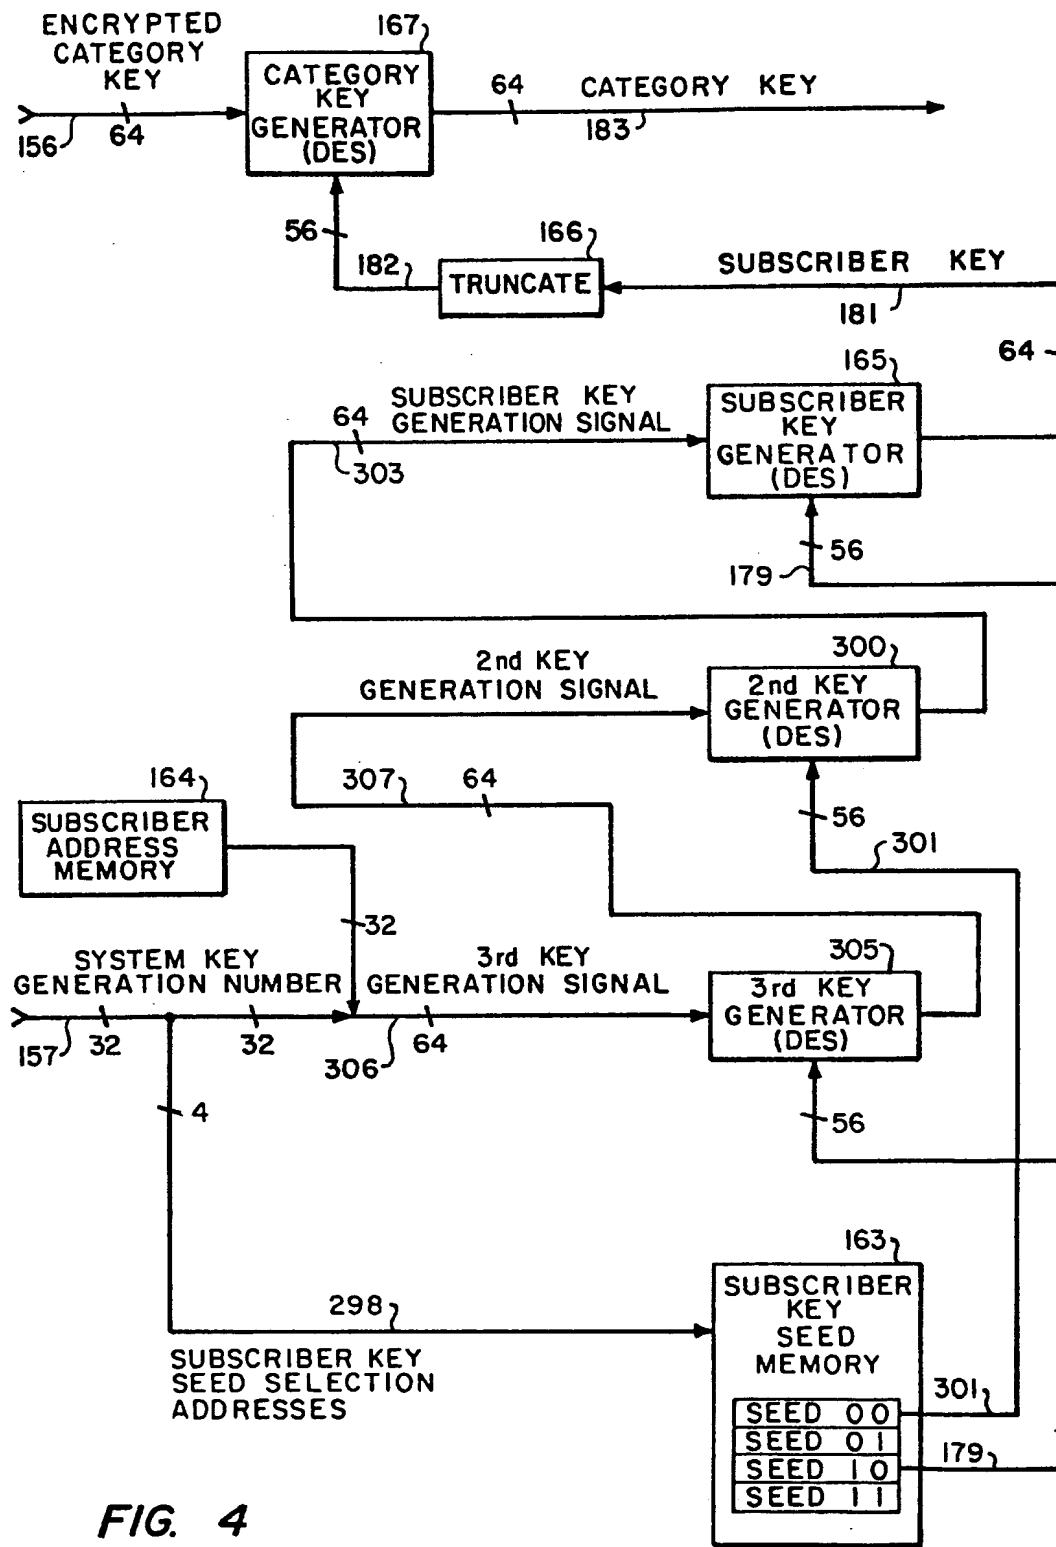 ENCRYPTED
CATEGORY
KEY
167
CATEGORY
KEY
GENERATOR
(DES)
64
CATEGORY KEY
156
64
183
56
182
166
TRUNCATE
SUBSCRIBER KEY
181
64
165
SUBSCRIBER
KEY
GENERATOR
(DES)
64
SUBSCRIBER KEY
GENERATION SIGNAL
303
56
179
2nd KEY
GENERATION SIGNAL
300
2nd KEY
GENERATOR
(DES)
307
64
56
301
164
SUBSCRIBER
ADDRESS
MEMORY
32
SYSTEM KEY
GENERATION NUMBER
3rd KEY
GENERATION SIGNAL
305
3rd KEY
GENERATOR
(DES)
157
32
32
306
64
4
56
163
SUBSCRIBER
KEY
SEED
MEMORY
298
SUBSCRIBER KEY
SEED SELECTION
ADDRESSES
SEED 00
SEED 01
SEED 10
SEED 11
301
179
FIG. 4